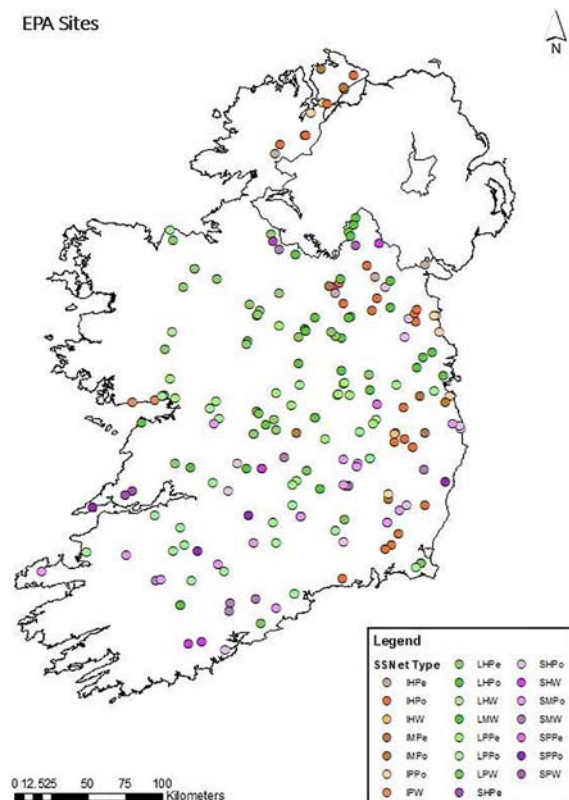 EPA Sites
N
Legend
SSNet Type
IHPe
IHPo
IHW
IMPe
IMPo
IPPo
IPW
LHPe
LHPo
LHW
LMW
LPPe
LPPo
LPW
SHPe
SHPo
SHW
SMPo
SMW
SPPe
SPPo
SPW
0 12.525 50 75 100
Kilometers